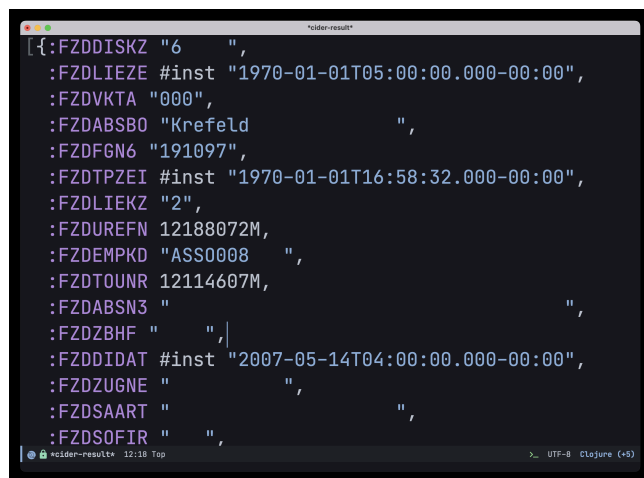 *cider-result*
[{:FZDDISKZ "6    ",
:FZDLIEZE #inst "1970-01-01T05:00:00.000-00:00",
:FZDVKTA "000",
:FZDABSBO "Krefeld             ",
:FZDFGN6 "191097",
:FZDTPZEI #inst "1970-01-01T16:58:32.000-00:00",
:FZDLIEKZ "2",
:FZDUREFN 12188072M,
:FZDEMPKD "ASSO008   ",
:FZDTOUNR 12114607M,
:FZDABSN3 "                                   ",
:FZDZBHF "    ",
:FZDDIDAT #inst "2007-05-14T04:00:00.000-00:00",
:FZDZUGNE "          ",
:FZDSAART "                    ",
:FZDSOFIR "   ",
*cider-result* 12:18 Top >_ UTF-8 Clojure (+5)